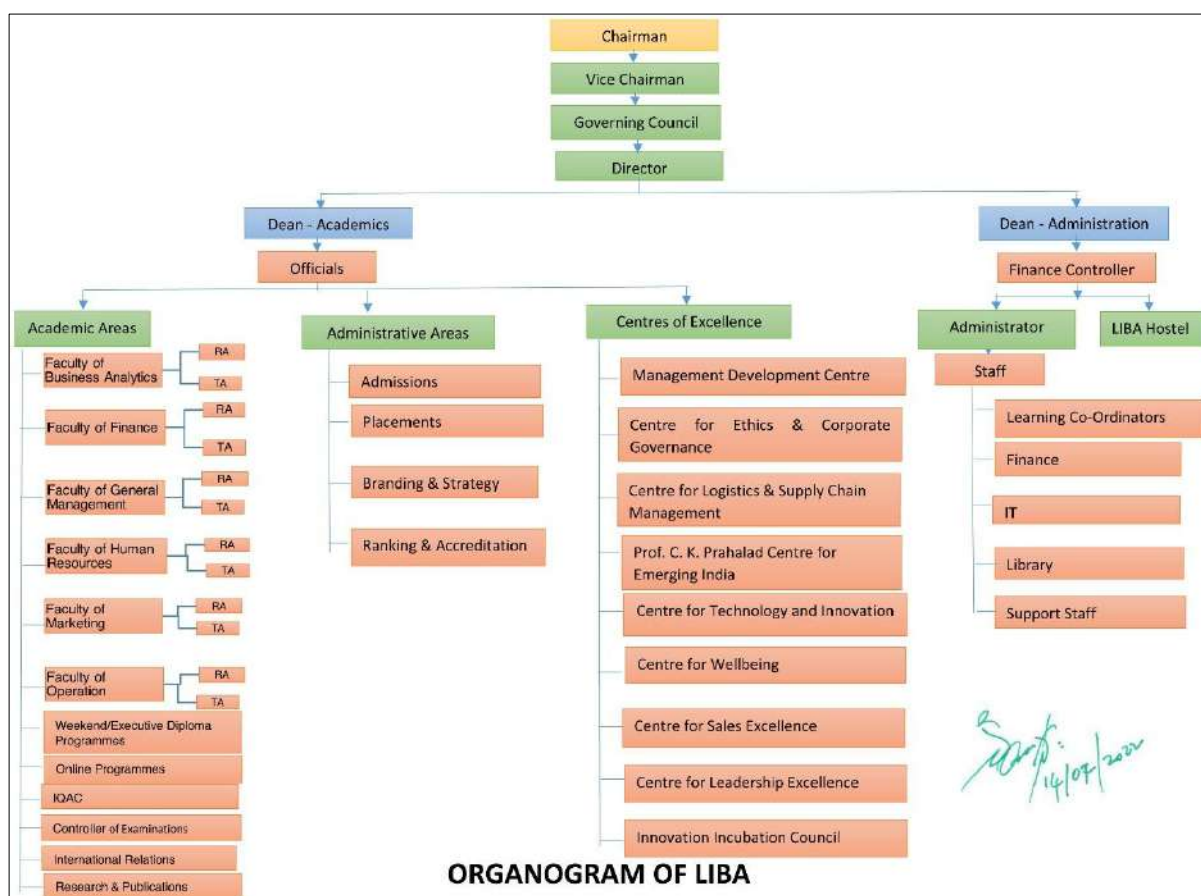 Chairman
Vice Chairman
Governing Council
Director
Dean - Academics
Dean - Administration
Officials
Finance Controller
Academic Areas
Faculty of
Business Analytics
RA
TA
Faculty of Finance
RA
TA
Faculty of General
Management
RA
TA
Faculty of Human
Resources
RA
TA
Faculty of
Marketing
RA
TA
Faculty of
Operation
RA
TA
Weekend/Executive Diploma
Programmes
Online Programmes
IQAC
Controller of Examinations
International Relations
Research & Publications
Administrative Areas
Admissions
Placements
Branding & Strategy
Ranking & Accreditation
Centres of Excellence
Management Development Centre
Centre for Ethics & Corporate
Governance
Centre for Logistics & Supply Chain
Management
Prof. C. K. Prahalad Centre for
Emerging India
Centre for Technology and Innovation
Centre for Wellbeing
Centre for Sales Excellence
Centre for Leadership Excellence
Innovation Incubation Council
Administrator
LIBA Hostel
Staff
Learning Co-Ordinators
Finance
IT
Library
Support Staff
ORGANOGRAM OF LIBA